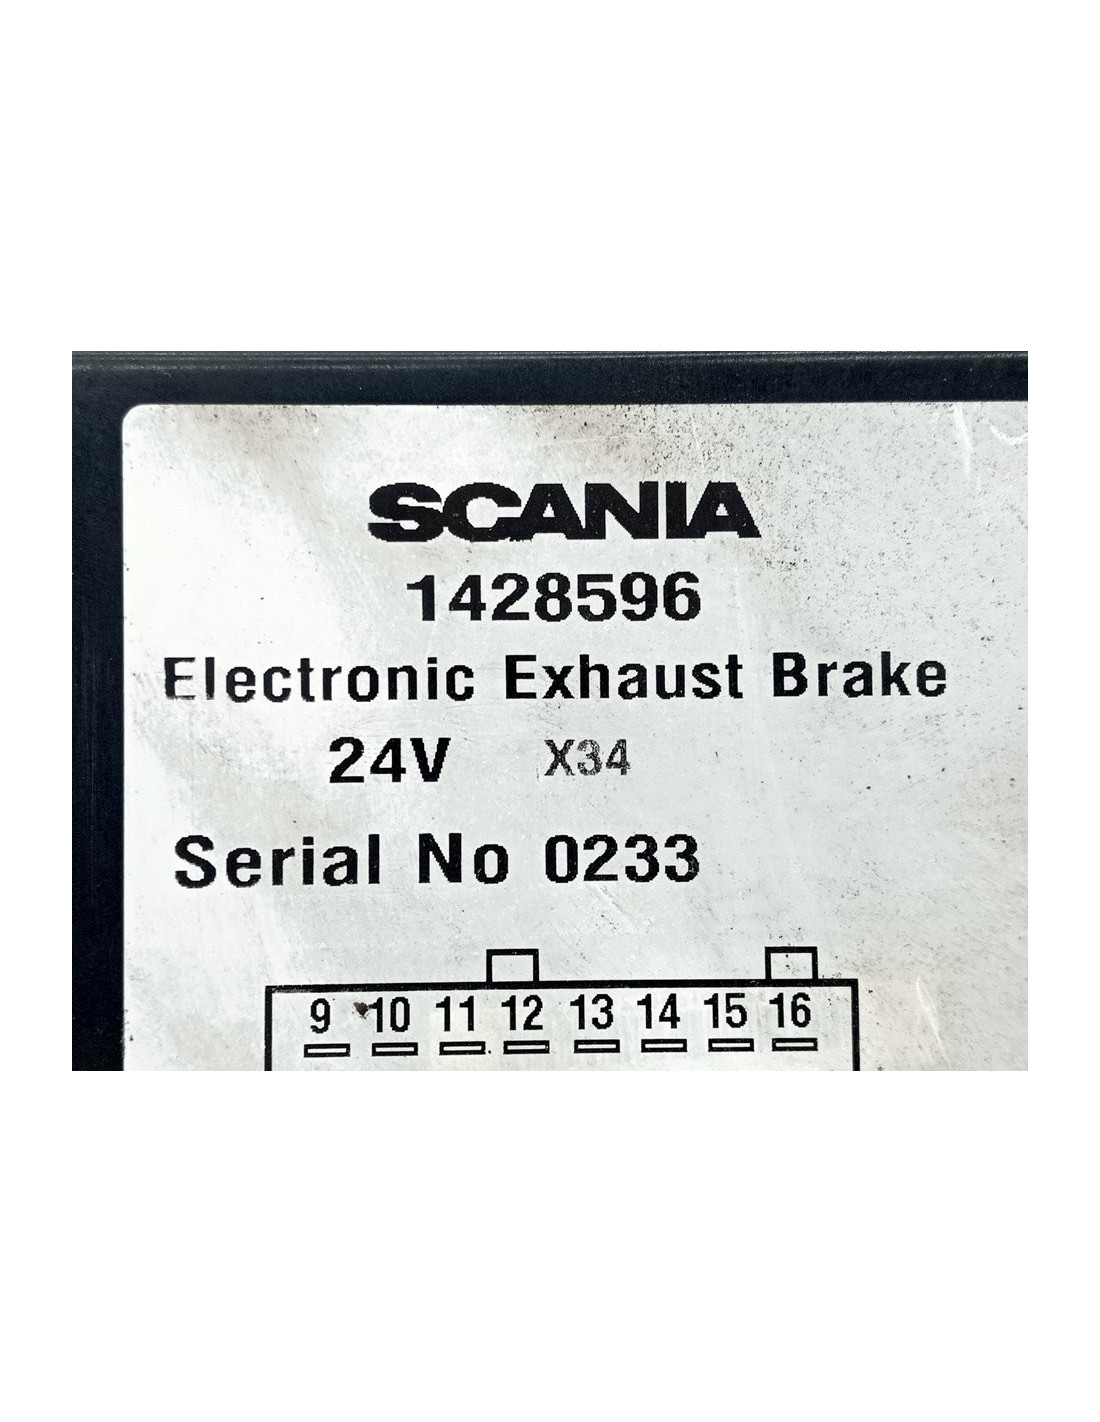 SCANIA
1428596
Electronic Exhaust Brake
24V X34
Serial No 0233
9 10 11 12 13 14 15 16